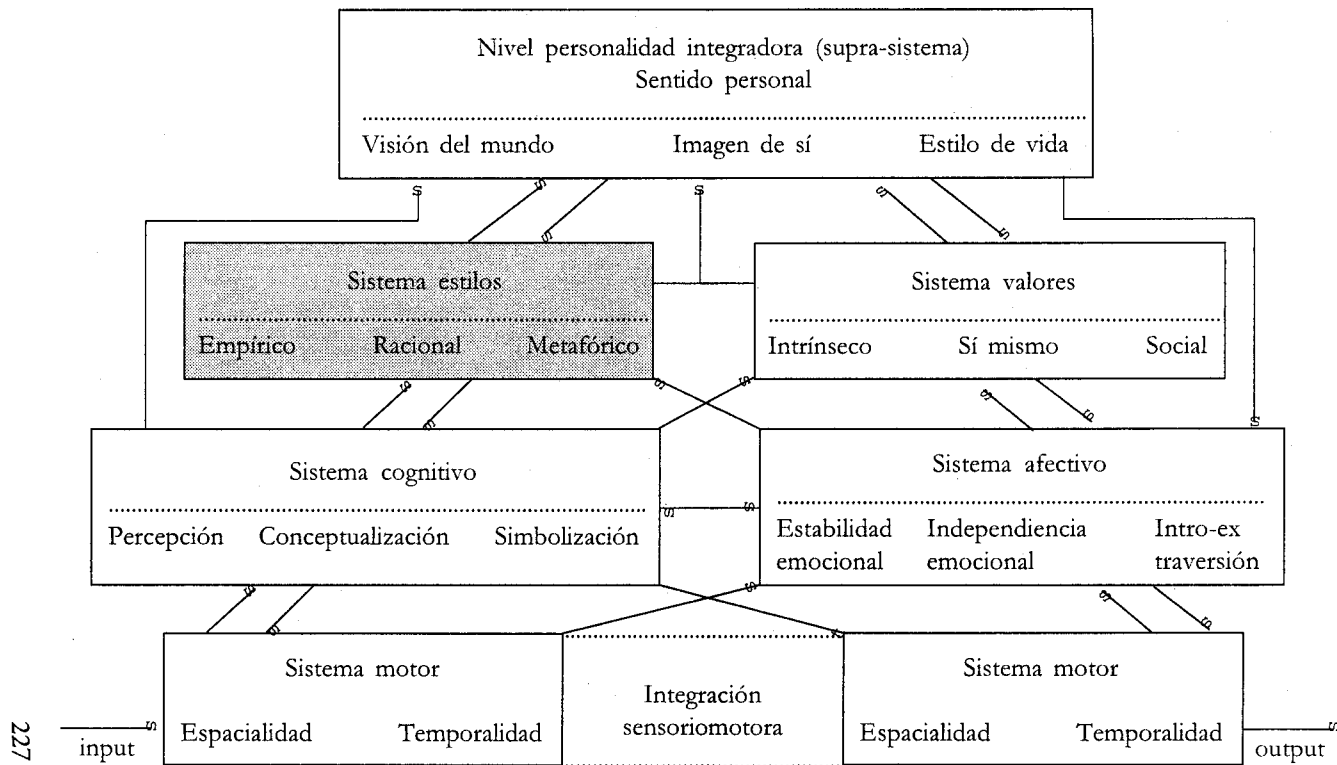 Nivel personalidad integradora (supra-sistema)
Sentido personal
Visión del mundo Imagen de sí Estilo de vida
s s s s s s
Sistema estilos
Empírico Racional Metafórico
Sistema valores
Intrínseco Sí mismo Social
s s s s s s s
Sistema cognitivo
Percepción Conceptualización Simbolización
s s
Sistema afectivo
Estabilidad emocional
Independiencia emocional
Intro-ex
traversión
s s s s s s
Sistema motor
Espacialidad Temporalidad
Integración
sensoriomotora
Sistema motor
Espacialidad Temporalidad
s input
s output
227